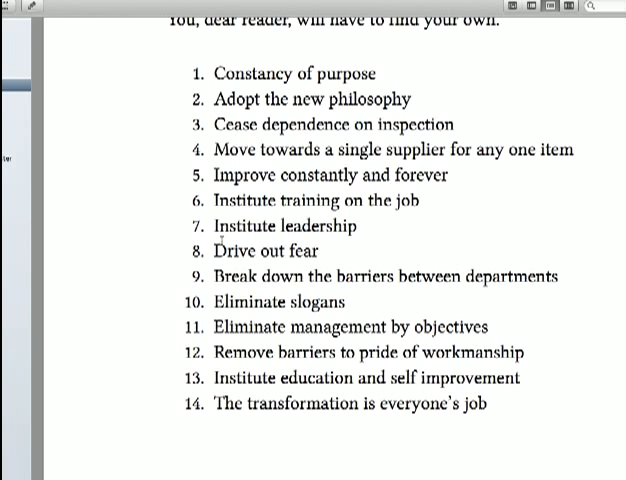 You, dear reader, will have to find your own.
1. Constancy of purpose
2. Adopt the new philosophy
3. Cease dependence on inspection
4. Move towards a single supplier for any one item
5. Improve constantly and forever
6. Institute training on the job
7. Institute leadership
8. Drive out fear
9. Break down the barriers between departments
10. Eliminate slogans
11. Eliminate management by objectives
12. Remove barriers to pride of workmanship
13. Institute education and self improvement
14. The transformation is everyone's job